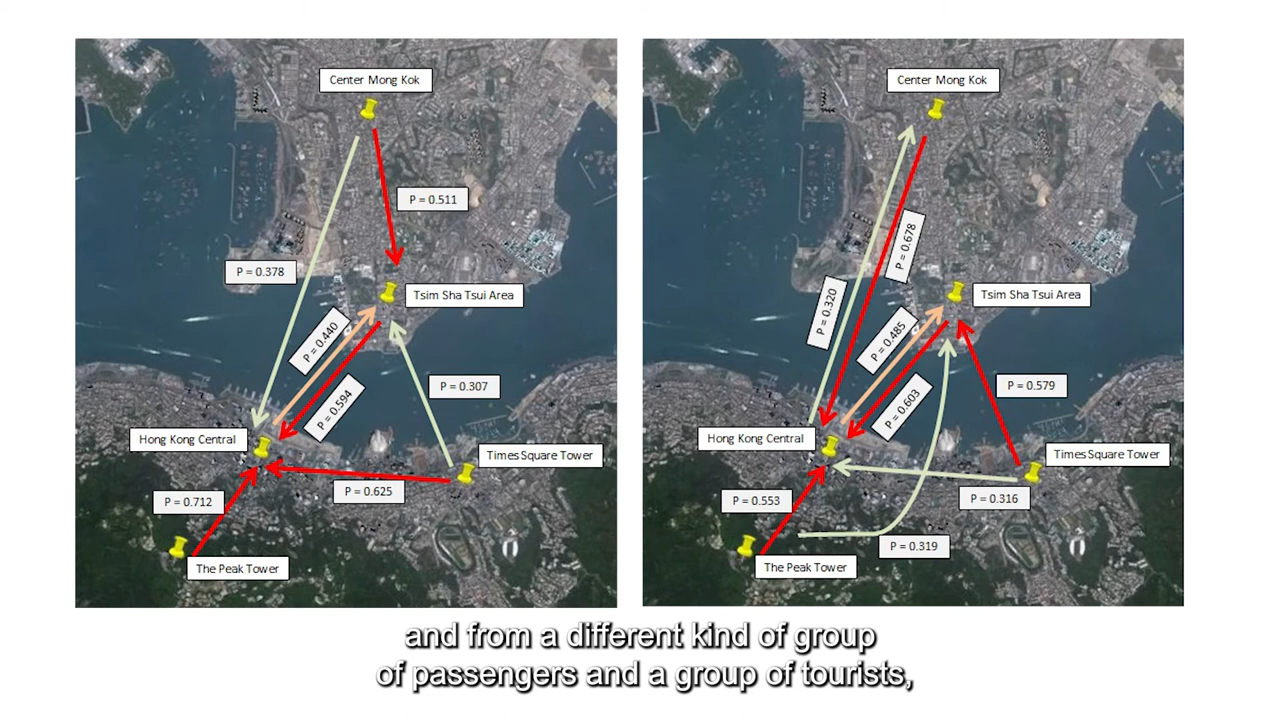 Center Mong Kok
P = 0.511
P = 0.378
Tsim Sha Tsui Area
P = 0.440
P = 0.594
P = 0.307
Hong Kong Central
Times Square Tower
P = 0.625
P = 0.712
The Peak Tower
Center Mong Kok
P = 0.678
P = 0.320
Tsim Sha Tsui Area
P = 0.485
P = 0.603
P = 0.579
Hong Kong Central
Times Square Tower
P = 0.553
P = 0.316
P = 0.319
The Peak Tower
and from a different kind of group
of passengers and a group of tourists,